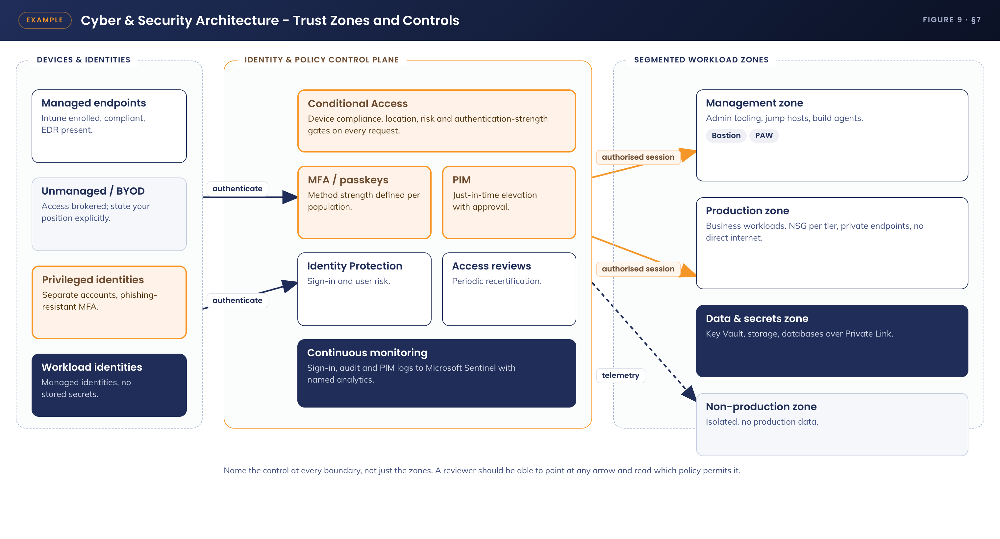 EXAMPLE
Cyber & Security Architecture - Trust Zones and Controls
FIGURE 9 · §7
DEVICES & IDENTITIES
Managed endpoints
Intune enrolled, compliant,
EDR present.
Unmanaged / BYOD
Access brokered; state your
position explicitly.
Privileged identities
Separate accounts, phishing-
resistant MFA.
Workload identities
Managed identities, no
stored secrets.
authenticate
authenticate
IDENTITY & POLICY CONTROL PLANE
Conditional Access
Device compliance, location, risk and authentication-strength
gates on every request.
MFA / passkeys
Method strength defined per
population.
PIM
Just-in-time elevation
with approval.
Identity Protection
Sign-in and user risk.
Access reviews
Periodic recertification.
Continuous monitoring
Sign-in, audit and PIM logs to Microsoft Sentinel with
named analytics.
authorised session
authorised session
telemetry
SEGMENTED WORKLOAD ZONES
Management zone
Admin tooling, jump hosts, build agents.
Bastion PAW
Production zone
Business workloads. NSG per tier, private endpoints, no
direct internet.
Data & secrets zone
Key Vault, storage, databases over Private Link.
Non-production zone
Isolated, no production data.
Name the control at every boundary, not just the zones. A reviewer should be able to point at any arrow and read which policy permits it.